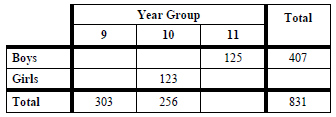 Year Group Total
9 10 11
Boys 125 407
Girls 123
Total 303 256 831